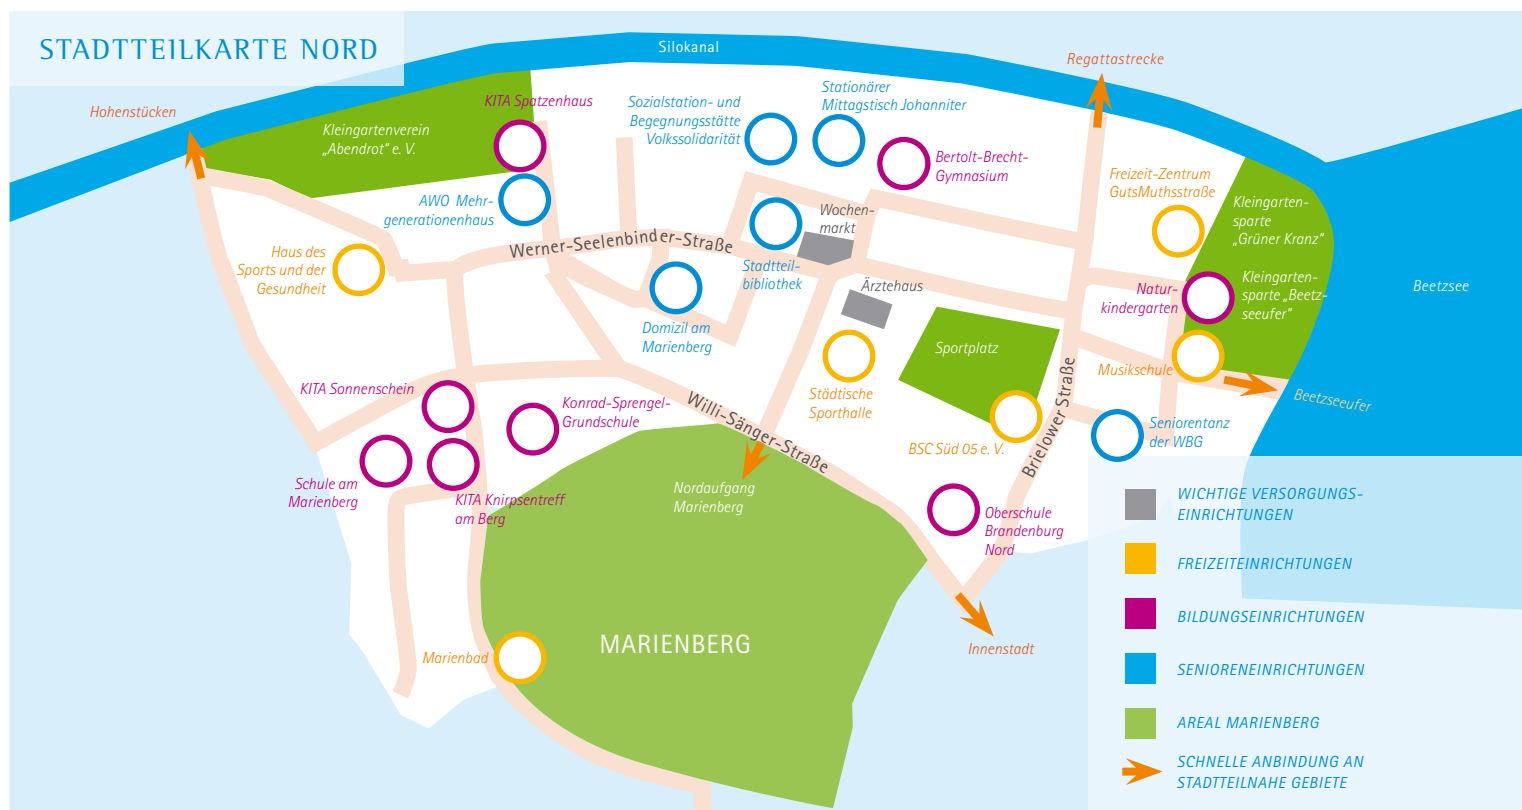 STADTTEILKARTE NORD
Silokanal
Regattastrecke
Hohenstücken
KITA Spatzenhaus
Kleingartenverein
„Abendrot“ e. V.
Sozialstation- und
Begegnungsstätte
Volkssolidarität
Stationärer
Mittagstisch Johanniter
Bertolt-Brecht-
Gymnasium
Freizeit-Zentrum
GutsMuthsstraße
Kleingarten-
sparte
„Grüner Kranz“
AWO Mehr-
generationenhaus
Wochen-
markt
Werner-Seelenbinder-Straße
Haus des
Sports und der
Gesundheit
Stadtteil-
bibliothek
Ärztehaus
Natur-
kindergarten
Kleingarten-
sparte „Beetz-
seeufer“
Beetzsee
Domizil am
Marienberg
Sportplatz
Musikschule
Beetzseeufer
KITA Sonnenschein
Konrad-Sprengel-
Grundschule
Willi-Sänger-Straße
Städtische
Sporthalle
Brielower Straße
BSC Süd 05 e. V.
Seniorentanz
der WBG
Schule am
Marienberg
KITA Knirpsentreff
am Berg
Nordaufgang
Marienberg
Oberschule
Brandenburg
Nord
MARIENBERG
Marienbad
Innenstadt
WICHTIGE VERSORGUNGS-
EINRICHTUNGEN
FREIZEITEINRICHTUNGEN
BILDUNGSEINRICHTUNGEN
SENIORENEINRICHTUNGEN
AREAL MARIENBERG
SCHNELLE ANBINDUNG AN
STADTTEILNAHE GEBIETE